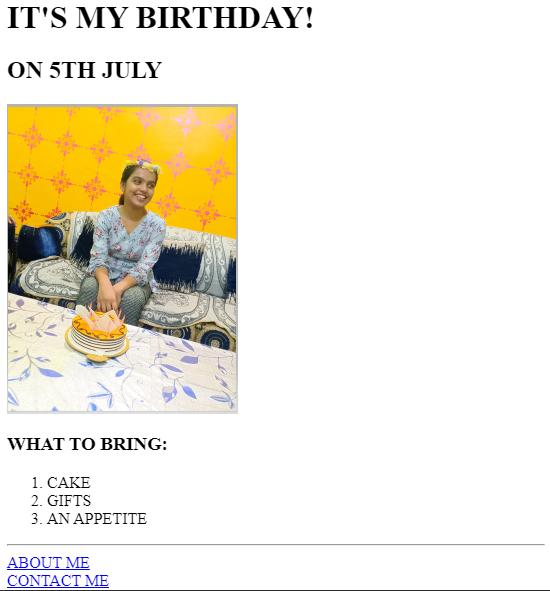 IT'S MY BIRTHDAY!
ON 5TH JULY
WHAT TO BRING:
1. CAKE
2. GIFTS
3. AN APPETITE
ABOUT ME
CONTACT ME